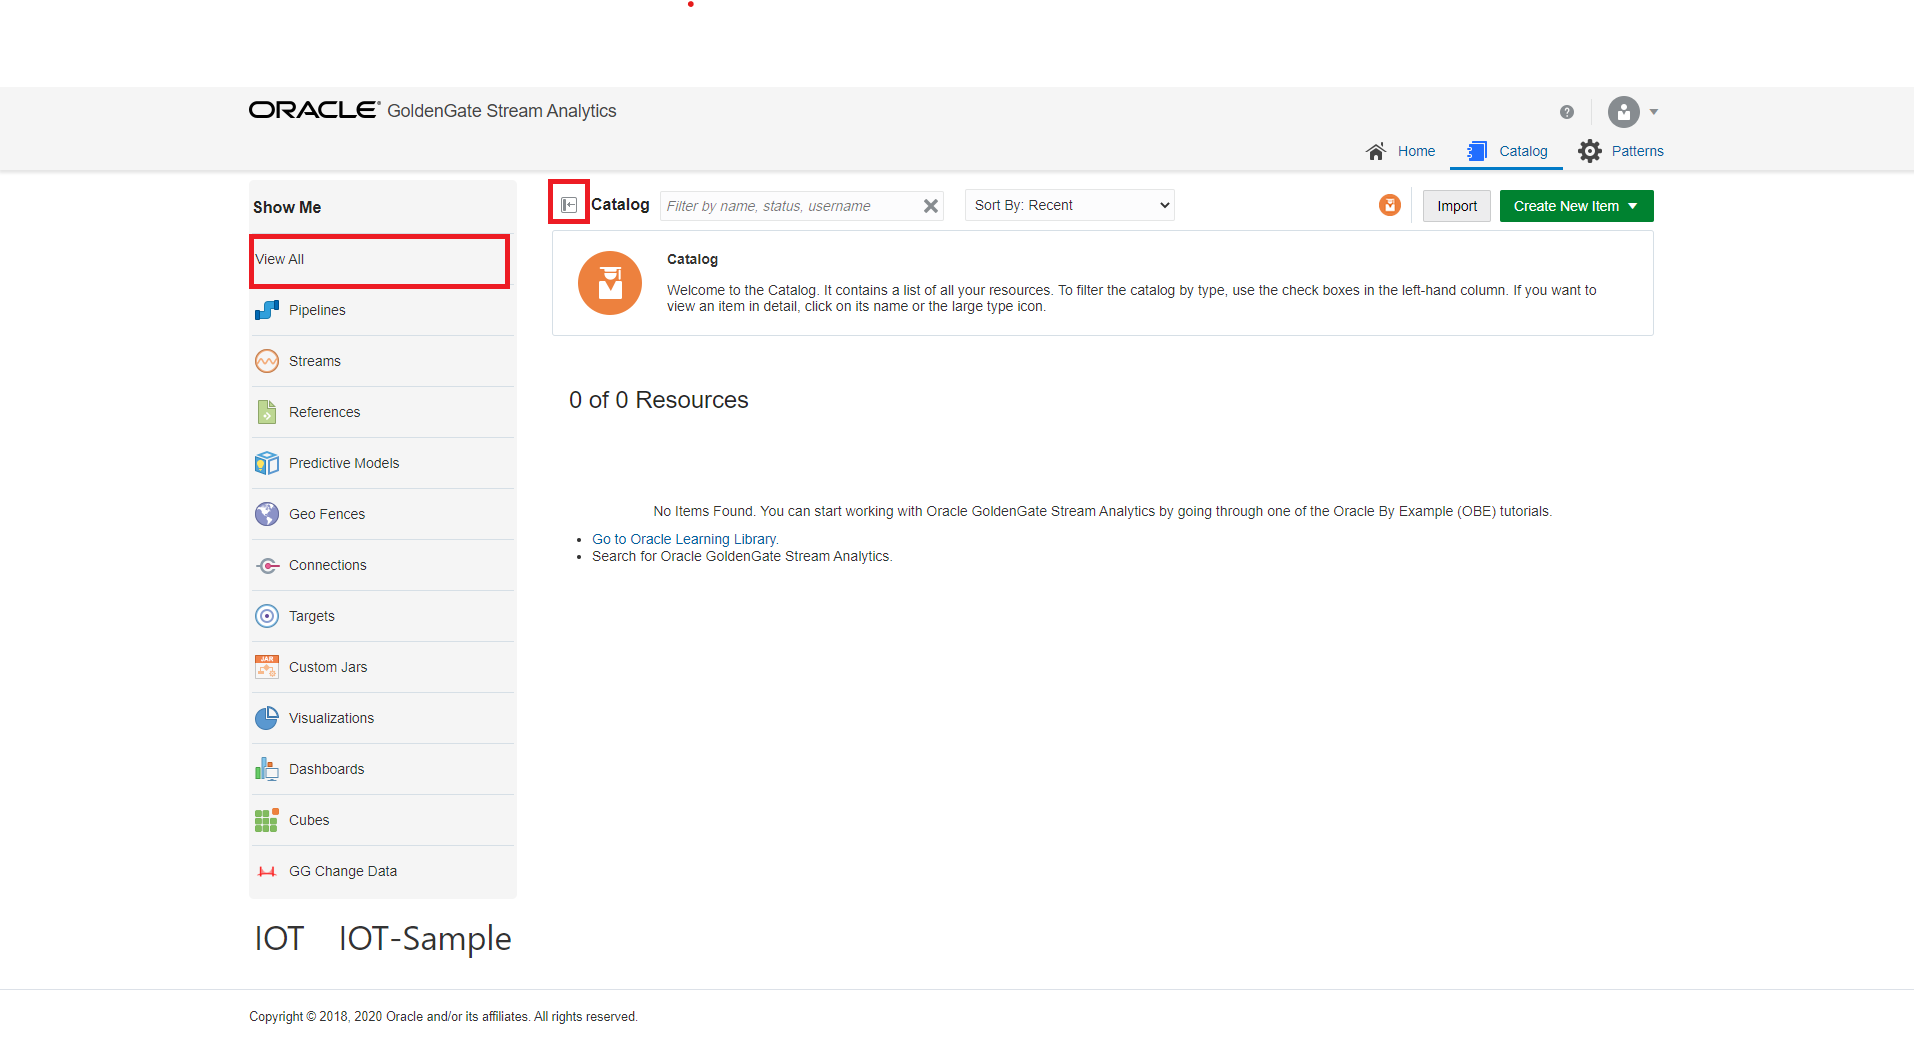 ORACLE® GoldenGate Stream Analytics
?
Home
Catalog
Patterns
Show Me
View All
Pipelines
Streams
References
Predictive Models
Geo Fences
Connections
Targets
JAR
Custom Jars
Visualizations
Dashboards
Cubes
GG Change Data
IOT IOT-Sample
Catalog
Filter by name, status, username
Sort By: Recent
Import
Create New Item
Catalog
Welcome to the Catalog. It contains a list of all your resources. To filter the catalog by type, use the check boxes in the left-hand column. If you want to
view an item in detail, click on its name or the large type icon.
0 of 0 Resources
No Items Found. You can start working with Oracle GoldenGate Stream Analytics by going through one of the Oracle By Example (OBE) tutorials.
• Go to Oracle Learning Library.
• Search for Oracle GoldenGate Stream Analytics.
Copyright © 2018, 2020 Oracle and/or its affiliates. All rights reserved.